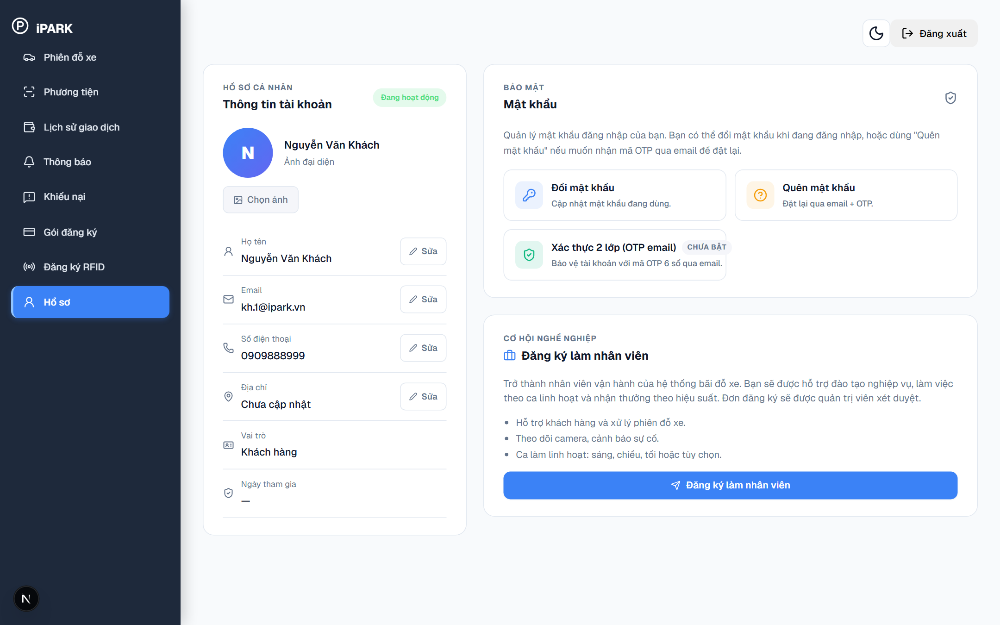 iPARK
Phiên đỗ xe
Phương tiện
Lịch sử giao dịch
Thông báo
Khiếu nại
Gói đăng ký
Đăng ký RFID
Hồ sơ
N
Đăng xuất
HỒ SƠ CÁ NHÂN
Thông tin tài khoản
Đang hoạt động
N
Nguyễn Văn Khách
Ảnh đại diện
Chọn ảnh
Họ tên
Nguyễn Văn Khách
Sửa
Email
kh.1@ipark.vn
Sửa
Số điện thoại
0909888999
Sửa
Địa chỉ
Chưa cập nhật
Sửa
Vai trò
Khách hàng
Ngày tham gia
—
BẢO MẬT
Mật khẩu
Quản lý mật khẩu đăng nhập của bạn. Bạn có thể đổi mật khẩu khi đang đăng nhập, hoặc dùng "Quên
mật khẩu" nếu muốn nhận mã OTP qua email để đặt lại.
Đổi mật khẩu
Cập nhật mật khẩu đang dùng.
Quên mật khẩu
Đặt lại qua email + OTP.
Xác thực 2 lớp (OTP email) CHƯA BẬT
Bảo vệ tài khoản với mã OTP 6 số qua email.
CƠ HỘI NGHỀ NGHIỆP
Đăng ký làm nhân viên
Trở thành nhân viên vận hành của hệ thống bãi đỗ xe. Bạn sẽ được hỗ trợ đào tạo nghiệp vụ, làm việc
theo ca linh hoạt và nhận thưởng theo hiệu suất. Đơn đăng ký sẽ được quản trị viên xét duyệt.
• Hỗ trợ khách hàng và xử lý phiên đỗ xe.
• Theo dõi camera, cảnh báo sự cố.
• Ca làm linh hoạt: sáng, chiều, tối hoặc tùy chọn.
Đăng ký làm nhân viên